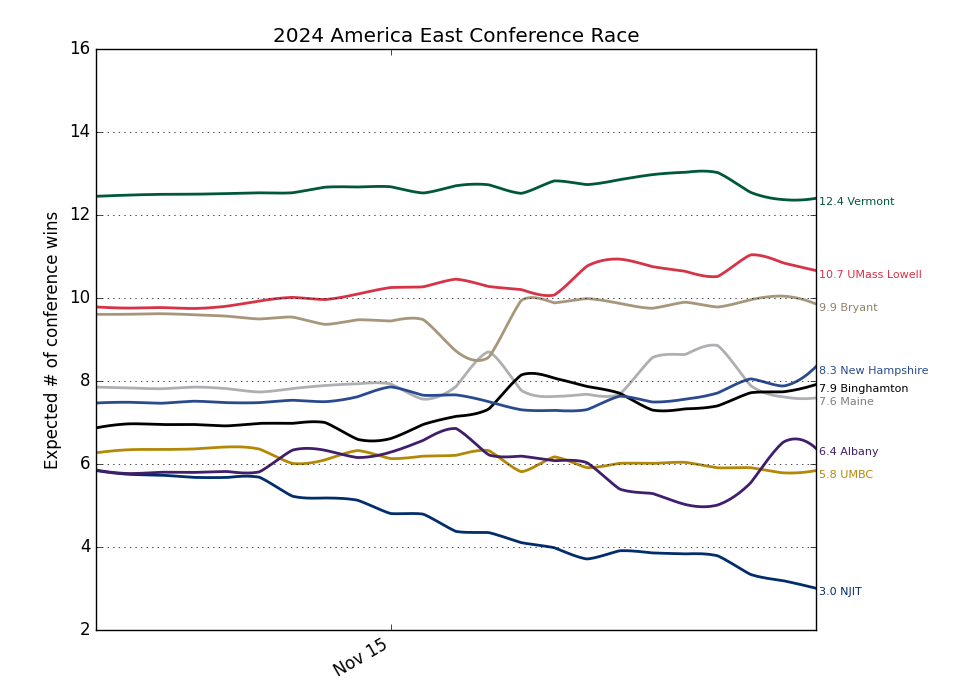 2024 America East Conference Race
Expected # of conference wins
16
14
12
10
8
6
4
2
Nov 15
12.4 Vermont
10.7 UMass Lowell
9.9 Bryant
8.3 New Hampshire
7.9 Binghamton
7.6 Maine
6.4 Albany
5.8 UMBC
3.0 NJIT